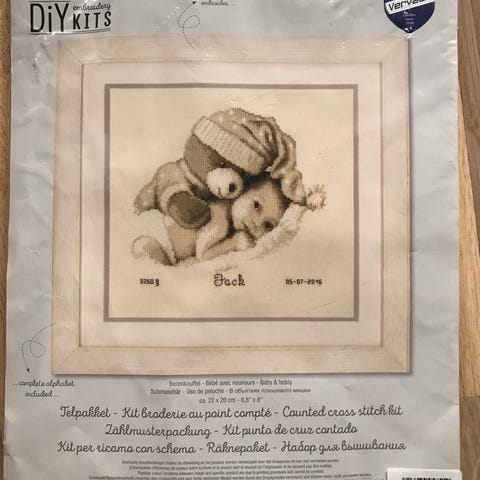 DiY embroidery
KITS
embroider...
Vervaco
3260 g
Jack
05-07-2016
... complete alphabet
included ...
Berenknuffel - Bébé avec nounours - Baby & teddy
Schmusebär - Oso de peluche - В объятиях плюшевого мишки
ca. 22 x 20 cm - 8,8" x 8"
Telpakket - Kit broderie au point compté - Counted cross stitch kit
Zählmusterpackung - Kit punto de cruz contado
Kit per ricamo con schema - Räknepaket - Набор для вышивания